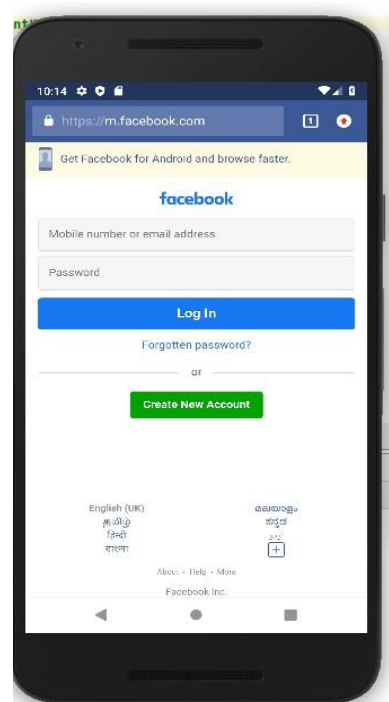 10:14
https://m.facebook.com
1
Get Facebook for Android and browse faster.
facebook
Mobile number or email address
Password
Log In
Forgotten password?
or
Create New Account
English (UK)
മലയാളം
தமிழ்
ಕನ್ನಡ
हिन्दी
বাংলা
About · Help · More
Facebook Inc.